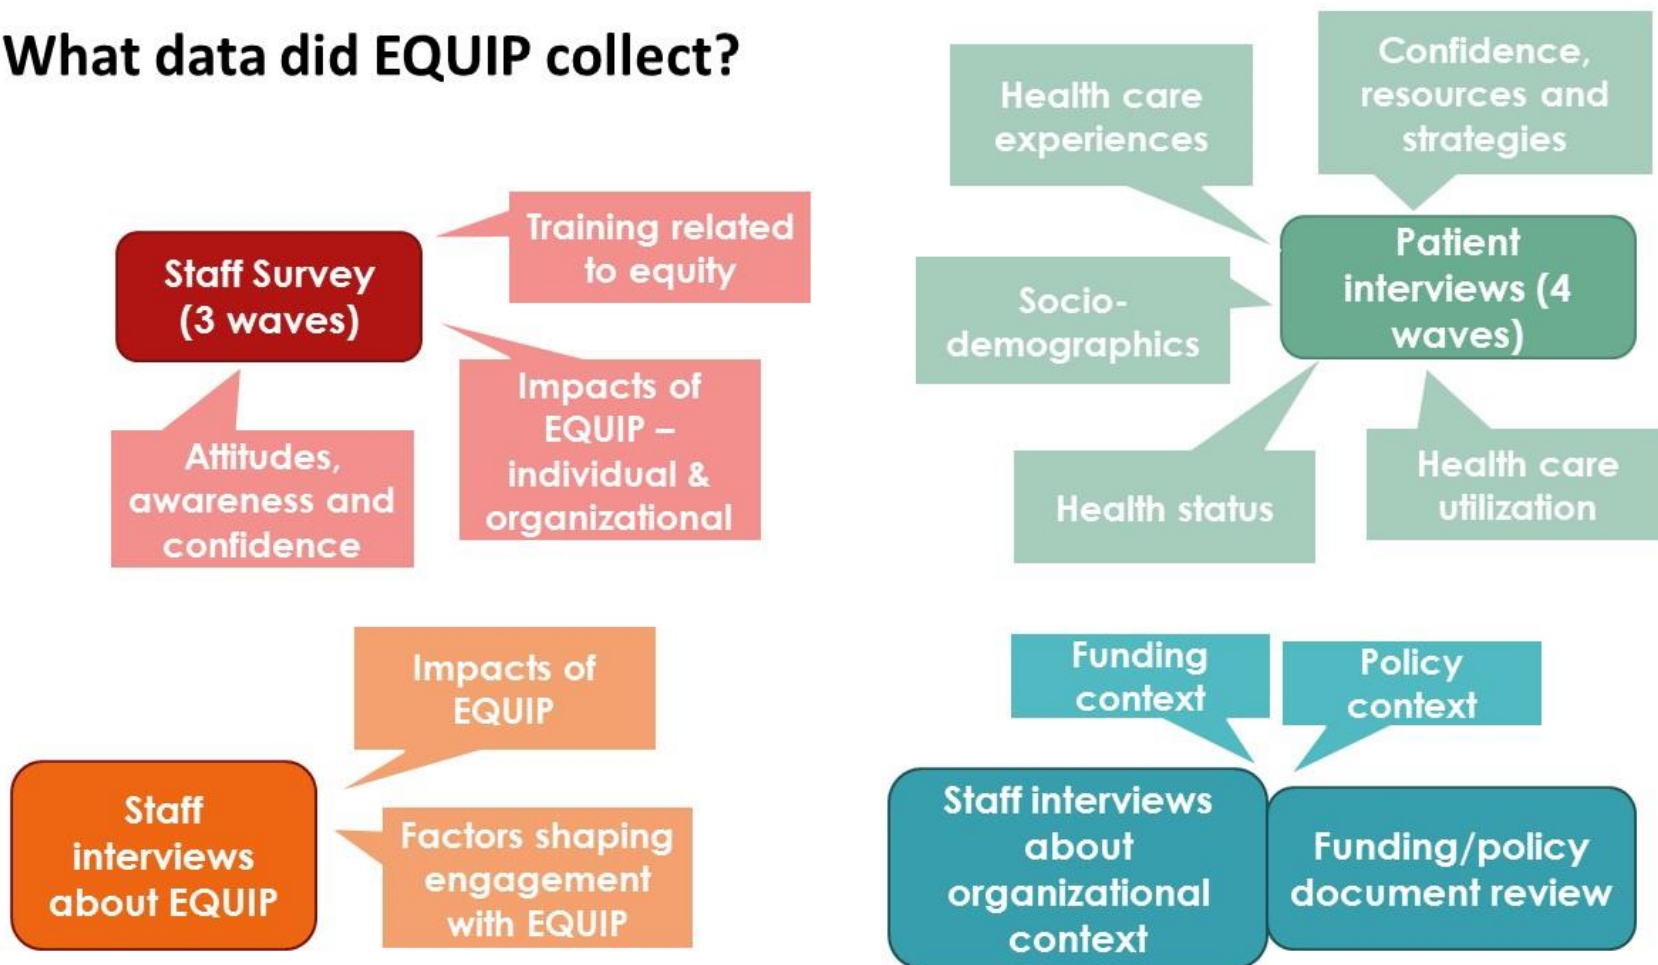 What data did EQUIP collect?
Staff Survey
(3 waves)
Training related
to equity
Impacts of
EQUIP –
individual &
organizational
Attitudes,
awareness and
confidence
Health care
experiences
Confidence,
resources and
strategies
Patient
interviews (4
waves)
Socio-
demographics
Health status
Health care
utilization
Impacts of
EQUIP
Staff
interviews
about EQUIP
Factors shaping
engagement
with EQUIP
Funding
context
Policy
context
Staff interviews
about
organizational
context
Funding/policy
document review